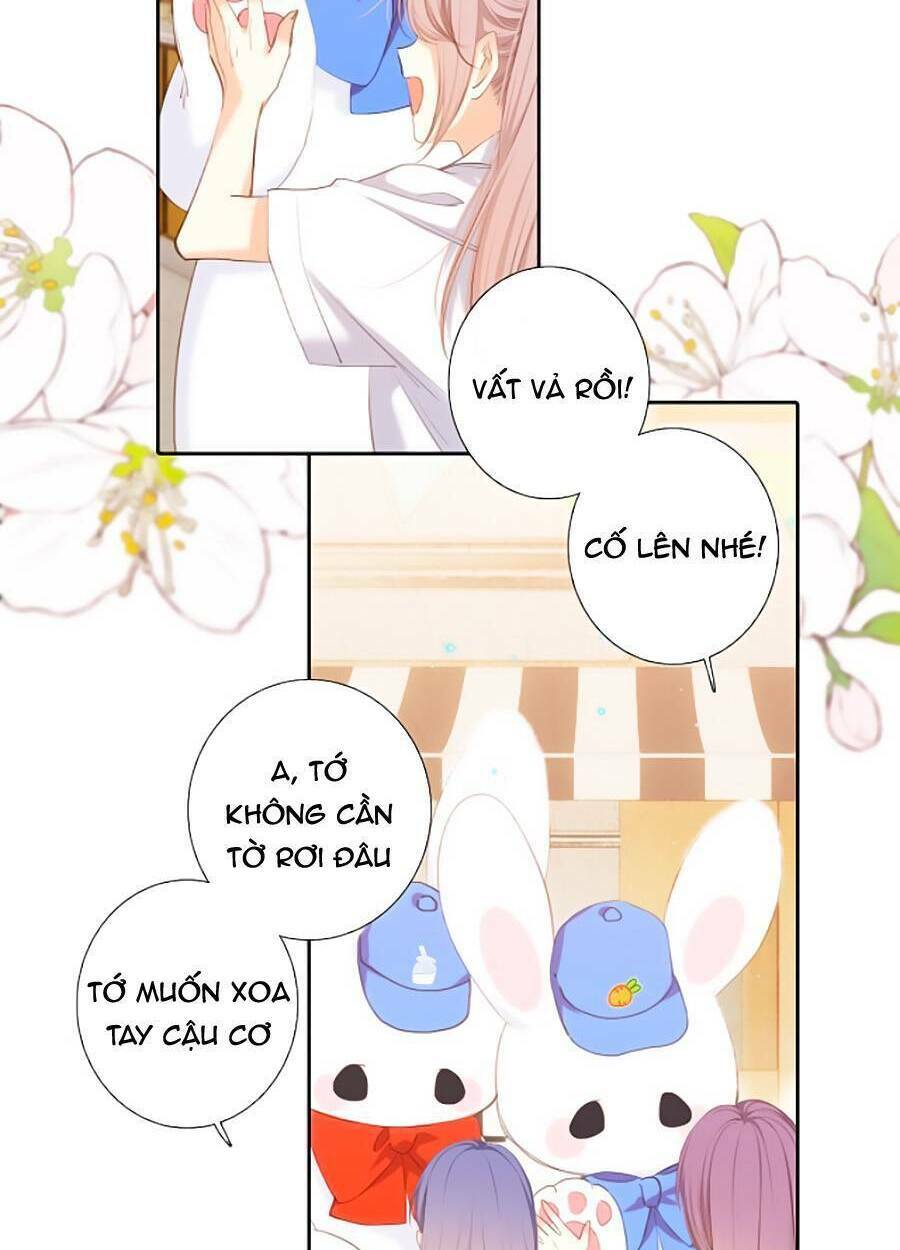 VẤT VẢ RỒI!
CỐ LÊN NHÉ!
A, TỚ
KHÔNG CẦN
TỜ RƠI ĐÂU
TỚ MUỐN XOA
TAY CẬU CƠ